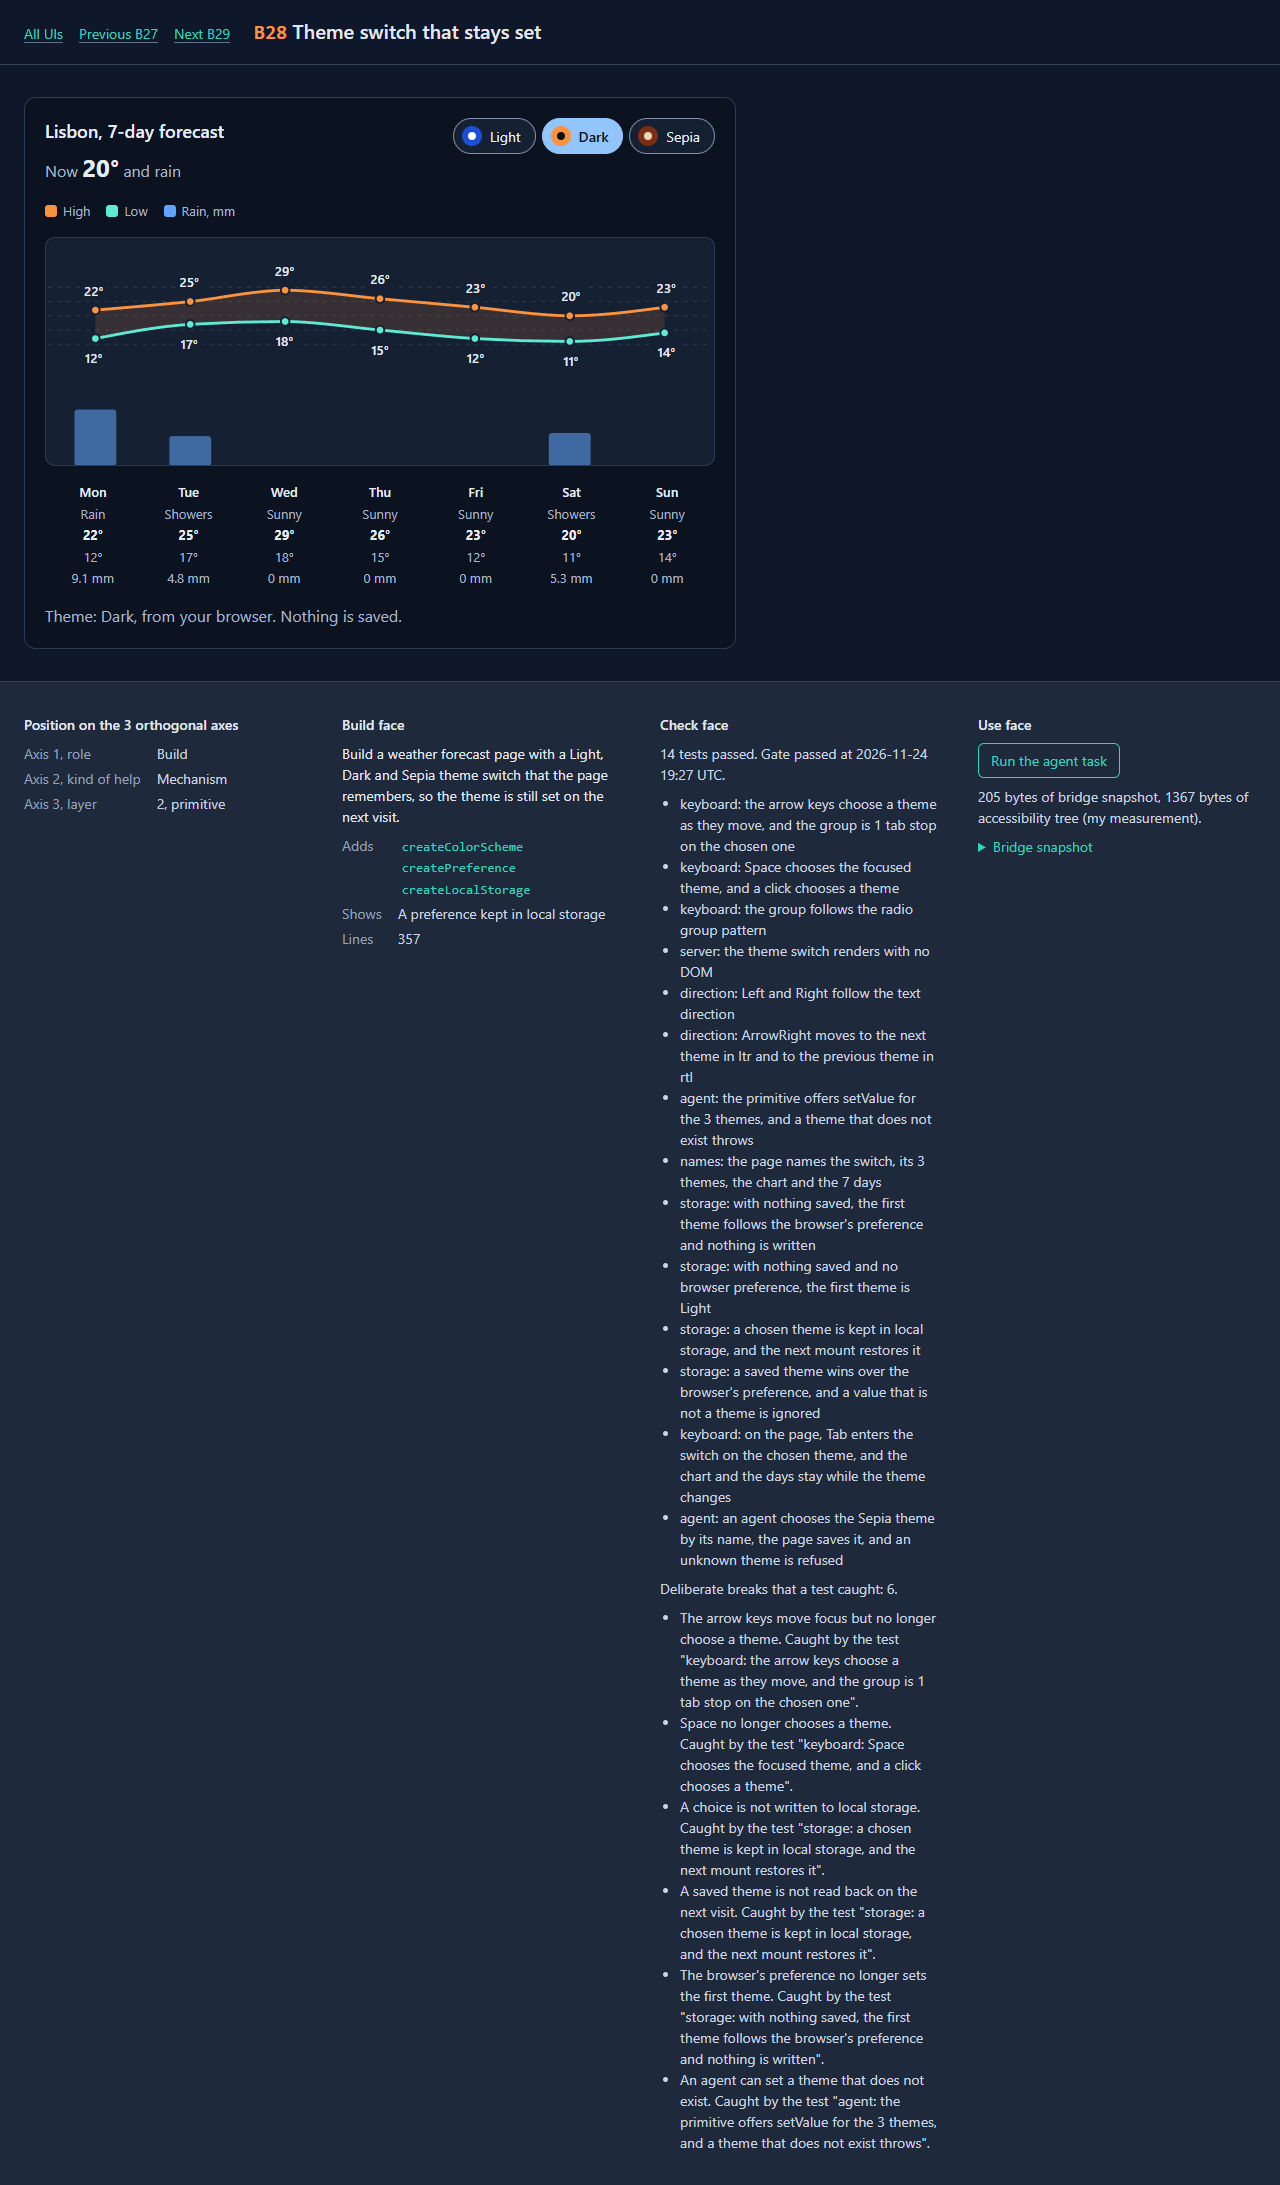 All UIs Previous B27 Next B29 B28 Theme switch that stays set
Lisbon, 7-day forecast
Light Dark Sepia
Now 20° and rain
High Low Rain, mm
22° 25° 29° 26° 23° 20° 23°
12° 17° 18° 15° 12° 11° 14°
Mon Tue Wed Thu Fri Sat Sun
Rain Showers Sunny Sunny Sunny Showers Sunny
22° 25° 29° 26° 23° 20° 23°
12° 17° 18° 15° 12° 11° 14°
9.1 mm 4.8 mm 0 mm 0 mm 0 mm 5.3 mm 0 mm
Theme: Dark, from your browser. Nothing is saved.
Position on the 3 orthogonal axes
Axis 1, role Build
Axis 2, kind of help Mechanism
Axis 3, layer 2, primitive
Build face
Build a weather forecast page with a Light,
Dark and Sepia theme switch that the page
remembers, so the theme is still set on the
next visit.
Adds createColorScheme
createPreference
createLocalStorage
Shows A preference kept in local storage
Lines 357
Check face
14 tests passed. Gate passed at 2026-11-24
19:27 UTC.
• keyboard: the arrow keys choose a theme
as they move, and the group is 1 tab stop
on the chosen one
• keyboard: Space chooses the focused
theme, and a click chooses a theme
• keyboard: the group follows the radio
group pattern
• server: the theme switch renders with no
DOM
• direction: Left and Right follow the text
direction
• direction: ArrowRight moves to the next
theme in ltr and to the previous theme in
rtl
• agent: the primitive offers setValue for
the 3 themes, and a theme that does not
exist throws
• names: the page names the switch, its 3
themes, the chart and the 7 days
• storage: with nothing saved, the first
theme follows the browser's preference
and nothing is written
• storage: with nothing saved and no
browser preference, the first theme is
Light
• storage: a chosen theme is kept in local
storage, and the next mount restores it
• storage: a saved theme wins over the
browser's preference, and a value that is
not a theme is ignored
• keyboard: on the page, Tab enters the
switch on the chosen theme, and the
chart and the days stay while the theme
changes
• agent: an agent chooses the Sepia theme
by its name, the page saves it, and an
unknown theme is refused
Deliberate breaks that a test caught: 6.
• The arrow keys move focus but no longer
choose a theme. Caught by the test
"keyboard: the arrow keys choose a
theme as they move, and the group is 1
tab stop on the chosen one".
• Space no longer chooses a theme.
Caught by the test "keyboard: Space
chooses the focused theme, and a click
chooses a theme".
• A choice is not written to local storage.
Caught by the test "storage: a chosen
theme is kept in local storage, and the
next mount restores it".
• A saved theme is not read back on the
next visit. Caught by the test "storage: a
chosen theme is kept in local storage,
and the next mount restores it".
• The browser's preference no longer sets
the first theme. Caught by the test
"storage: with nothing saved, the first
theme follows the browser's preference
and nothing is written".
• An agent can set a theme that does not
exist. Caught by the test "agent: the
primitive offers setValue for the 3 themes,
and a theme that does not exist throws".
Use face
Run the agent task
205 bytes of bridge snapshot, 1367 bytes of
accessibility tree (my measurement).
▶ Bridge snapshot